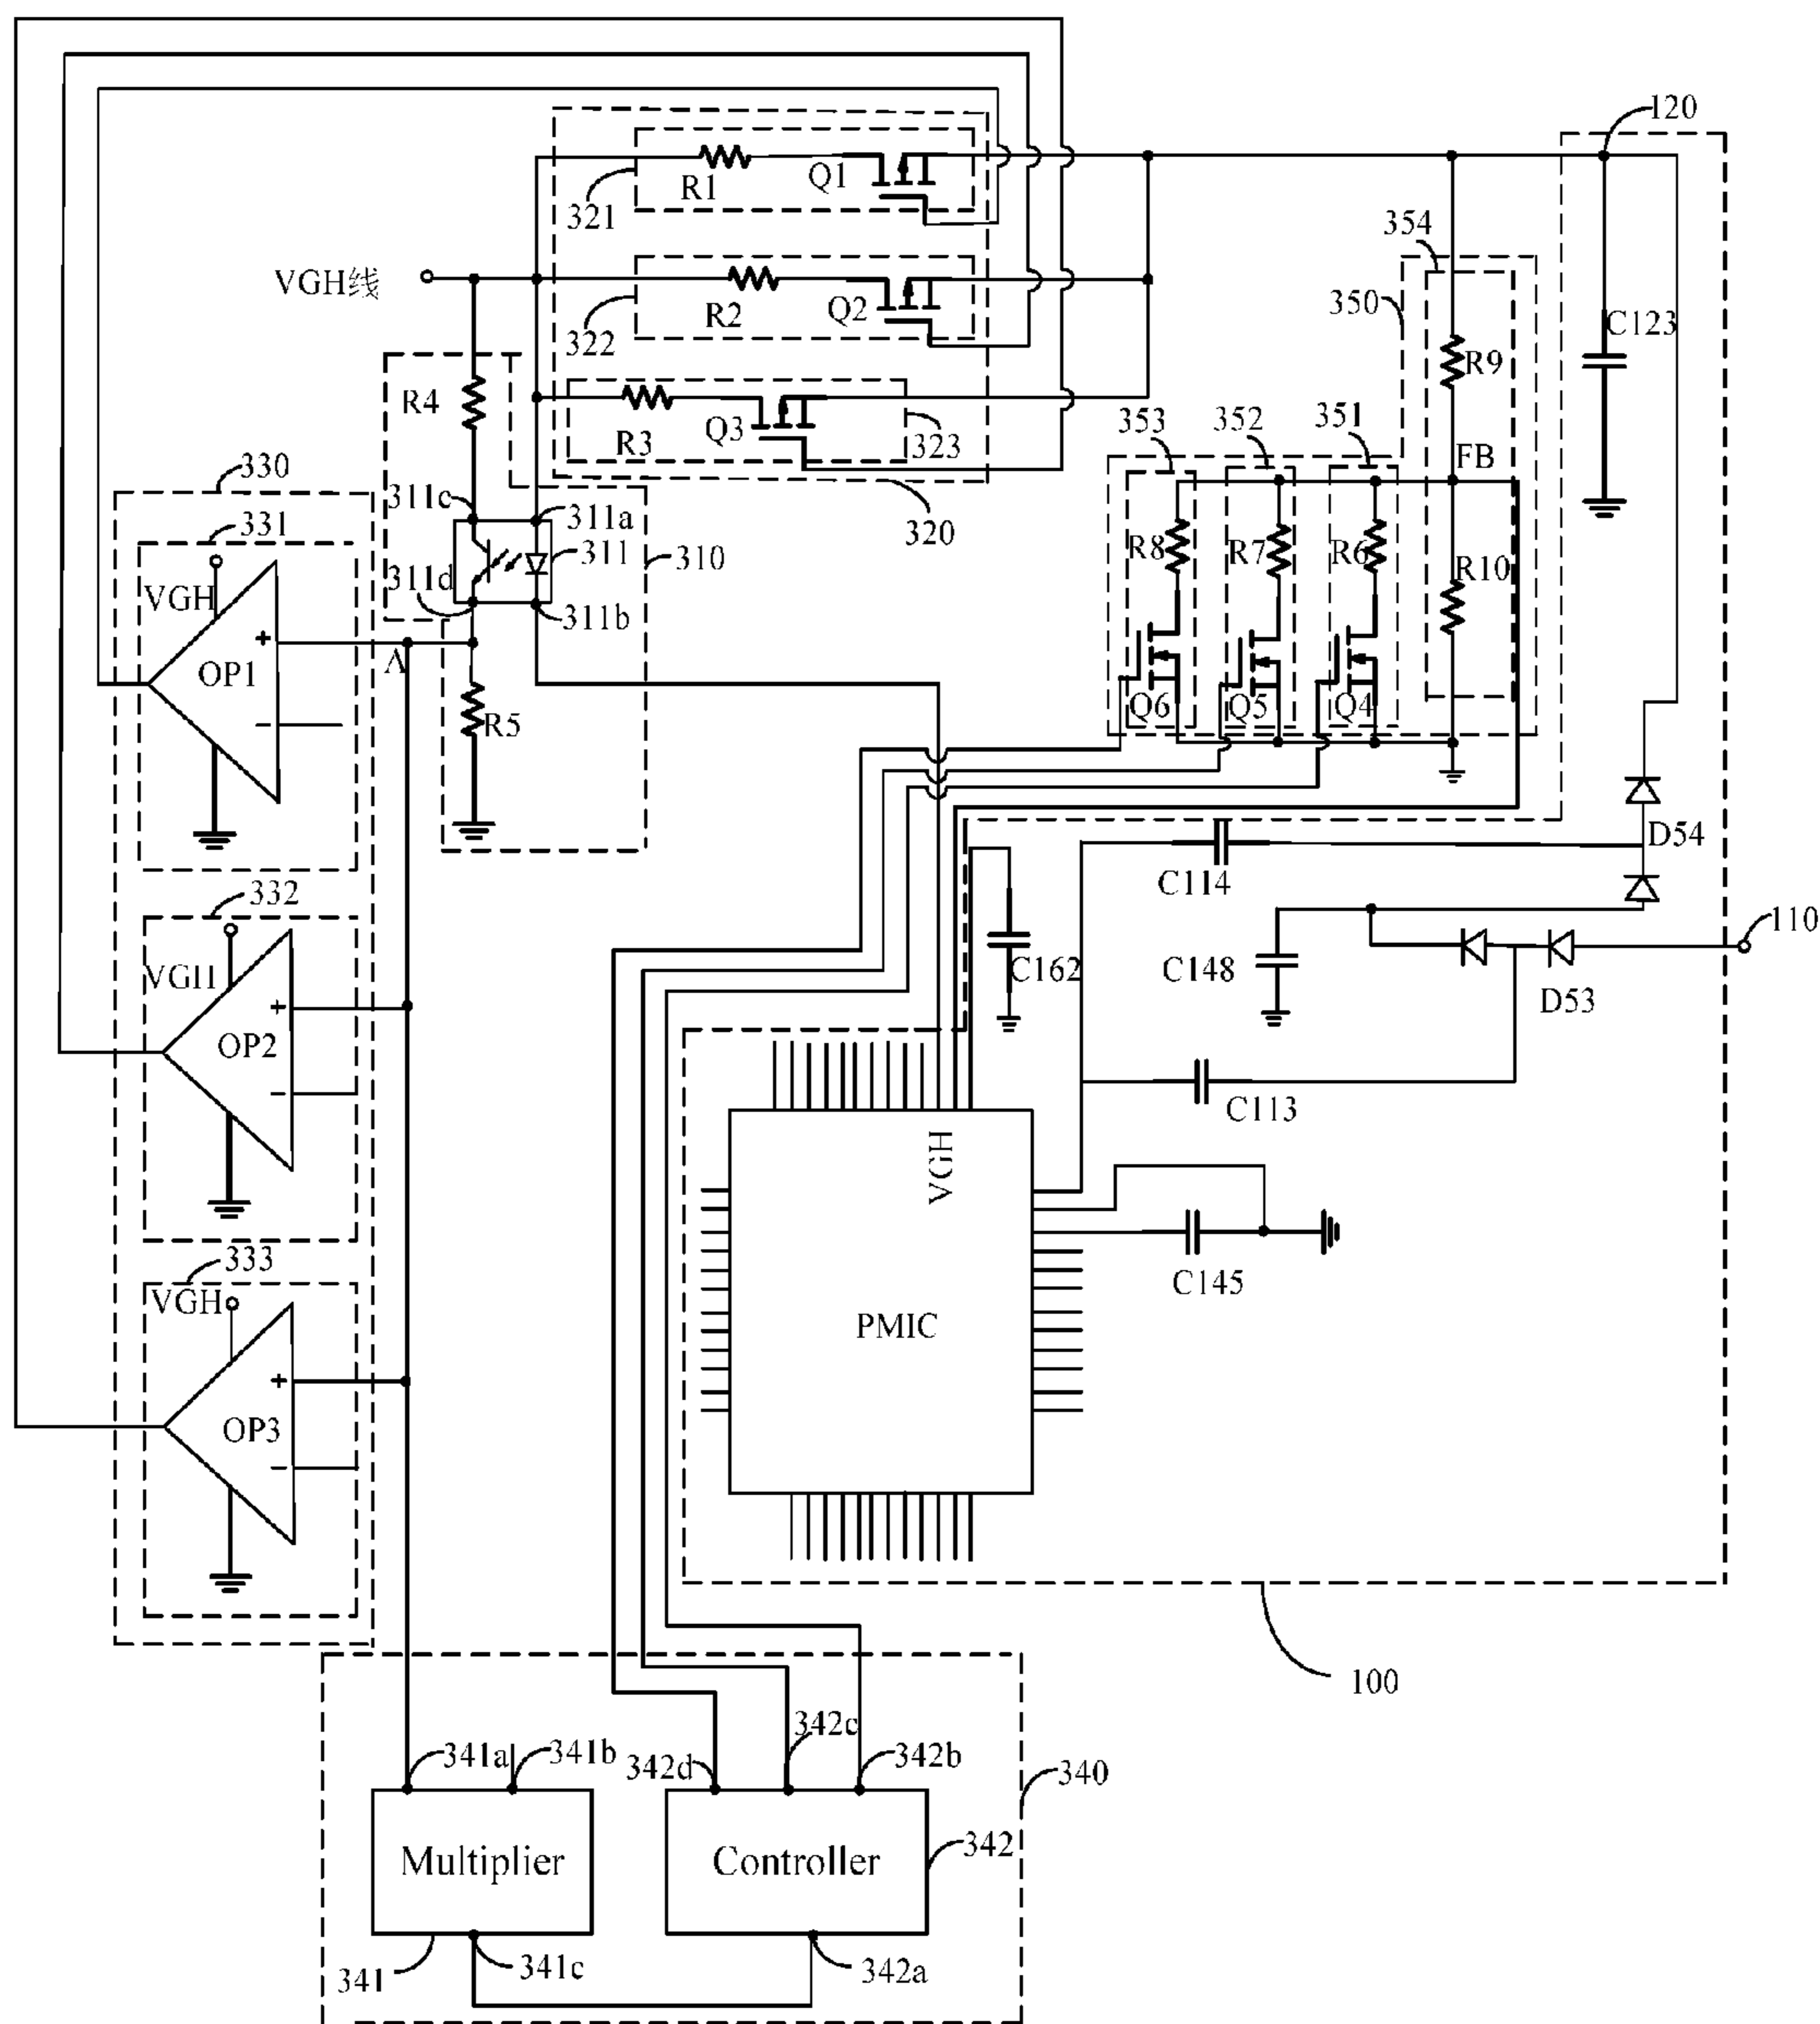 120
R1
Q1
321
354
VGH线
R2
Q2
322
350
C123
R9
R4
R3
Q3
323
353
352
351
FB
330
311c
311a
320
331
311
310
R8
R7
R6
R10
311d
VGH
311b
+
A
OP1
−
R5
Q6
Q5
Q4
D54
C114
332
110
VGH
C162
C148
D53
+
OP2
−
C113
VGH
333
VGH
C145
PMIC
+
OP3
−
100
342c
341a
341b
342d
342b
340
Multiplier
Controller
342
341
341c
342a